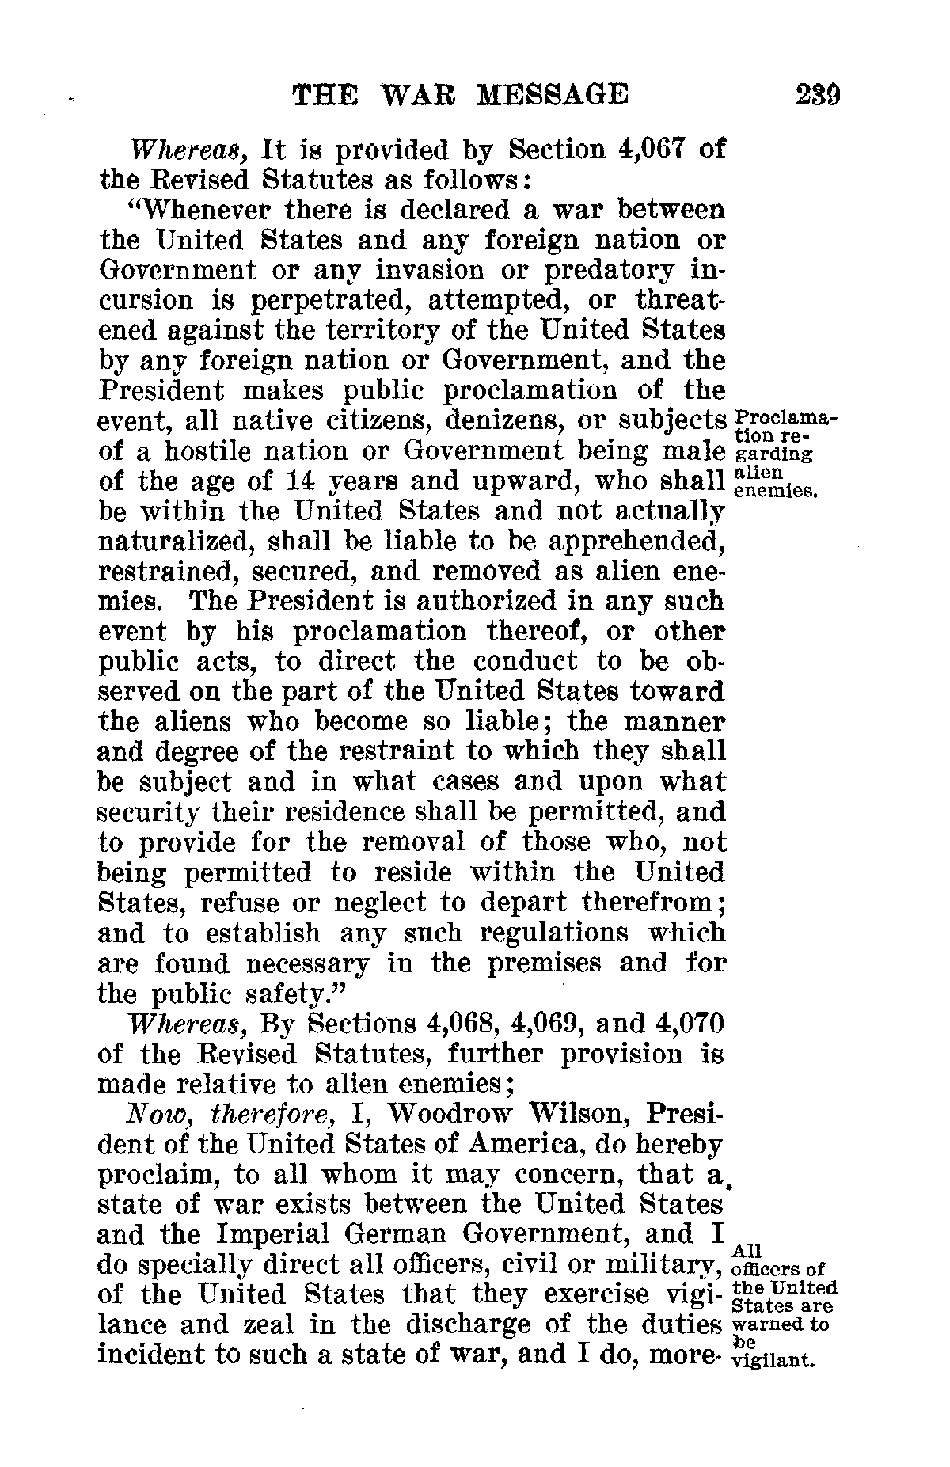 THE WAR MESSAGE 239
Whereas, It is provided by Section 4,067 of
the Revised Statutes as follows:
"Whenever there is declared a war between
the United States and any foreign nation or
Government or any invasion or predatory in-
cursion is perpetrated, attempted, or threat-
ened against the territory of the United States
by any foreign nation or Government, and the
President makes public proclamation of the
event, all native citizens, denizens, or subjects
of a hostile nation or Government being male
of the age of 14 years and upward, who shall
be within the United States and not actually
naturalized, shall be liable to be apprehended,
restrained, secured, and removed as alien ene-
mies. The President is authorized in any such
event by his proclamation thereof, or other
public acts, to direct the conduct to be ob-
served on the part of the United States toward
the aliens who become so liable; the manner
and degree of the restraint to which they shall
be subject and in what cases and upon what
security their residence shall be permitted, and
to provide for the removal of those who, not
being permitted to reside within the United
States, refuse or neglect to depart therefrom;
and to establish any such regulations which
are found necessary in the premises and for
the public safety."
Whereas, By Sections 4,068, 4,069, and 4,070
of the Revised Statutes, further provision is
made relative to alien enemies;
Now, therefore, I, Woodrow Wilson, Presi-
dent of the United States of America, do hereby
proclaim, to all whom it may concern, that a
state of war exists between the United States
and the Imperial German Government, and I
do specially direct all officers, civil or military,
of the United States that they exercise vigi-
lance and zeal in the discharge of the duties
incident to such a state of war, and I do, more-
Proclama-
tion re-
garding
alien
enemies.
All
officers of
the United
States are
warned to
be
vigilant.